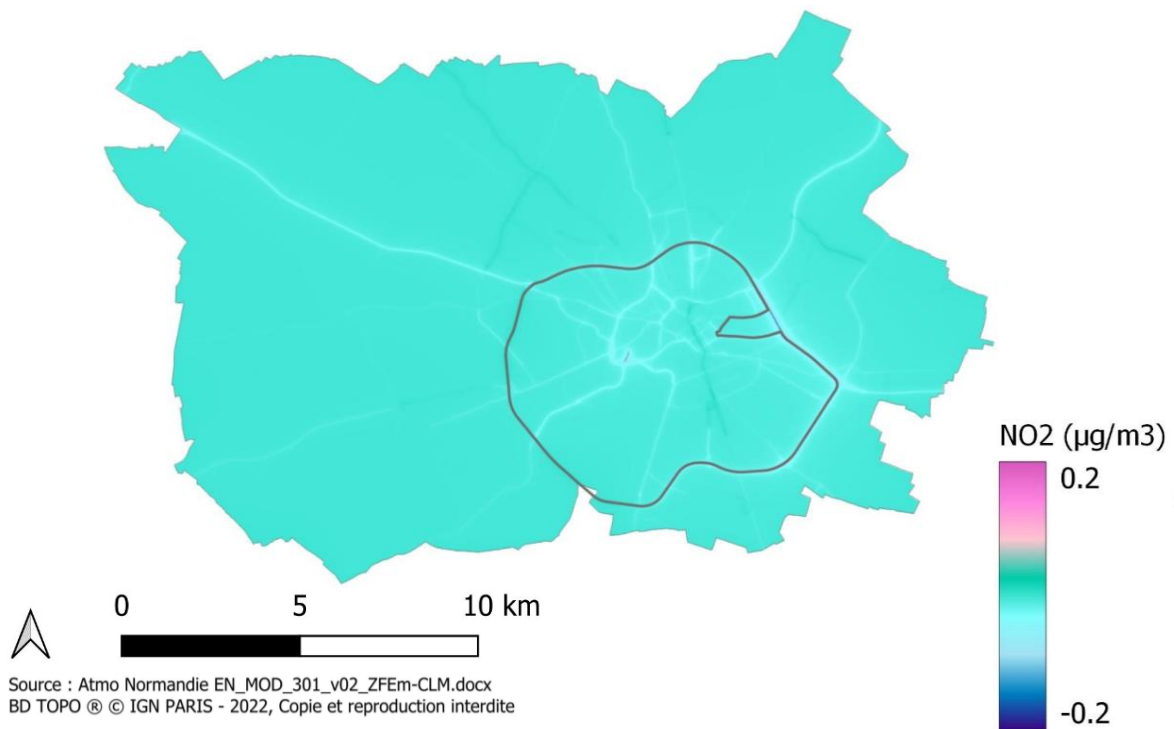 NO2 (µg/m3)
0.2
-0.2
0 5 10 km
Source : Atmo Normandie EN_MOD_301_v02_ZFEm-CLM.docx
BD TOPO ® © IGN PARIS - 2022, Copie et reproduction interdite